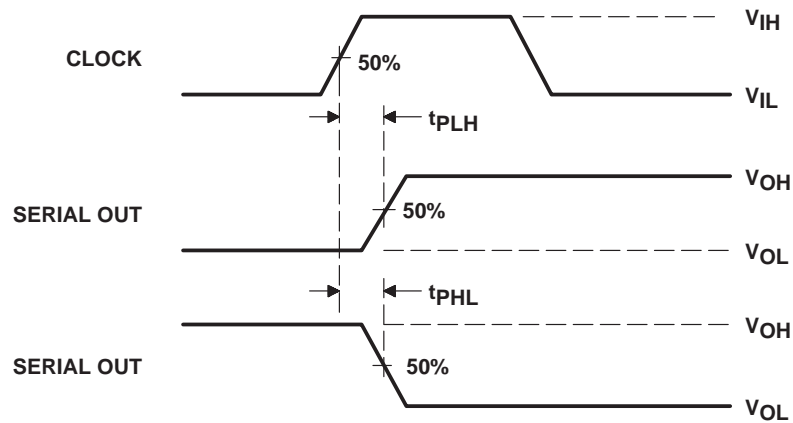 V_IH
CLOCK
50%
V_IL
t_PLH
V_OH
SERIAL OUT
50%
V_OL
t_PHL
V_OH
SERIAL OUT
50%
V_OL